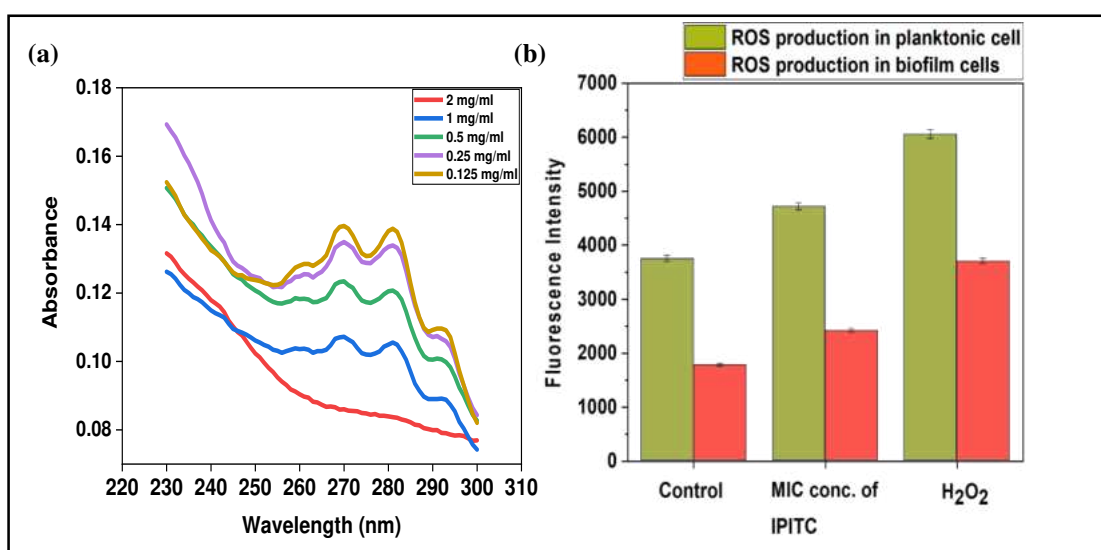 (a)
0.18
0.16
0.14
0.12
0.10
0.08
Absorbance
2 mg/ml
1 mg/ml
0.5 mg/ml
0.25 mg/ml
0.125 mg/ml
220 230 240 250 260 270 280 290 300 310
Wavelength (nm)
(b)
ROS production in planktonic cell
ROS production in biofilm cells
7000
6000
5000
4000
3000
2000
1000
0
Fluorescence Intensity
Control
MIC conc. of
IPITC
H₂O₂